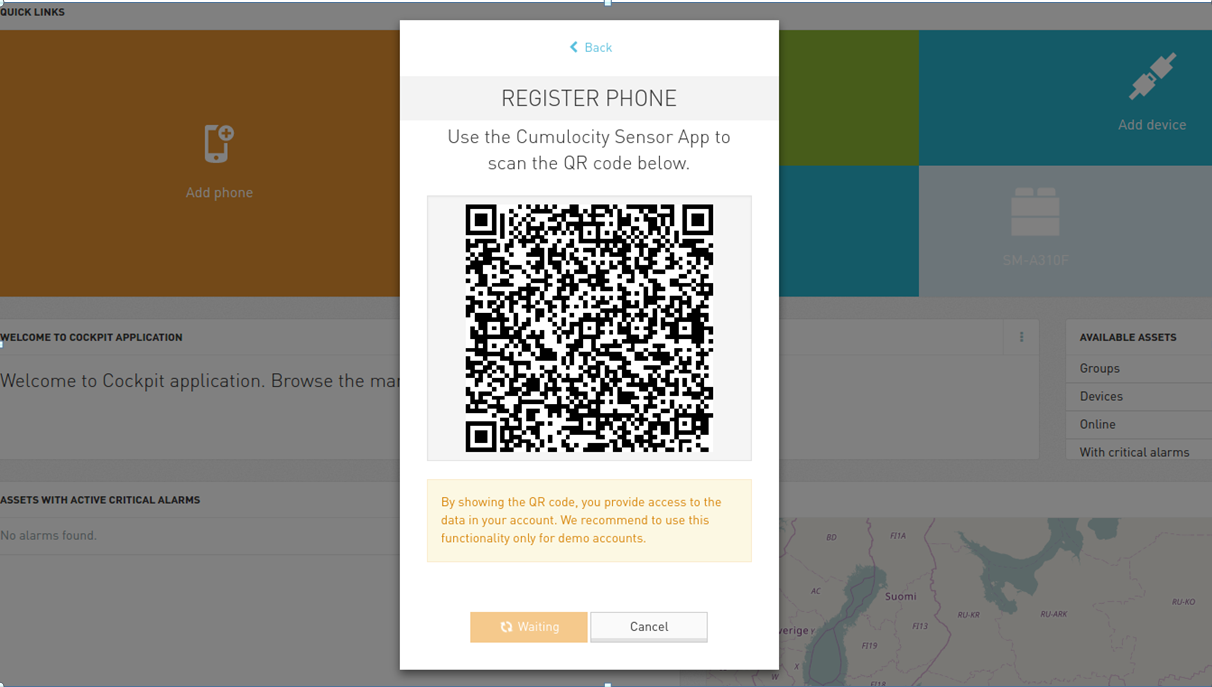 QUICK LINKS
Back
REGISTER PHONE
Use the Cumulocity Sensor App to
scan the QR code below.
Add phone
Add device
SM-A310F
By showing the QR code, you provide access to the
data in your account. We recommend to use this
functionality only for demo accounts.
Waiting
Cancel
WELCOME TO COCKPIT APPLICATION
Welcome to Cockpit application. Browse the mar
AVAILABLE ASSETS
Groups
Devices
Online
With critical alarms
ASSETS WITH ACTIVE CRITICAL ALARMS
No alarms found.
BD
FI1A
AC
Suomi
RU-KR
RU-ARK
RU-KO
verige
Y
FI13
FI19
X
W
FI18